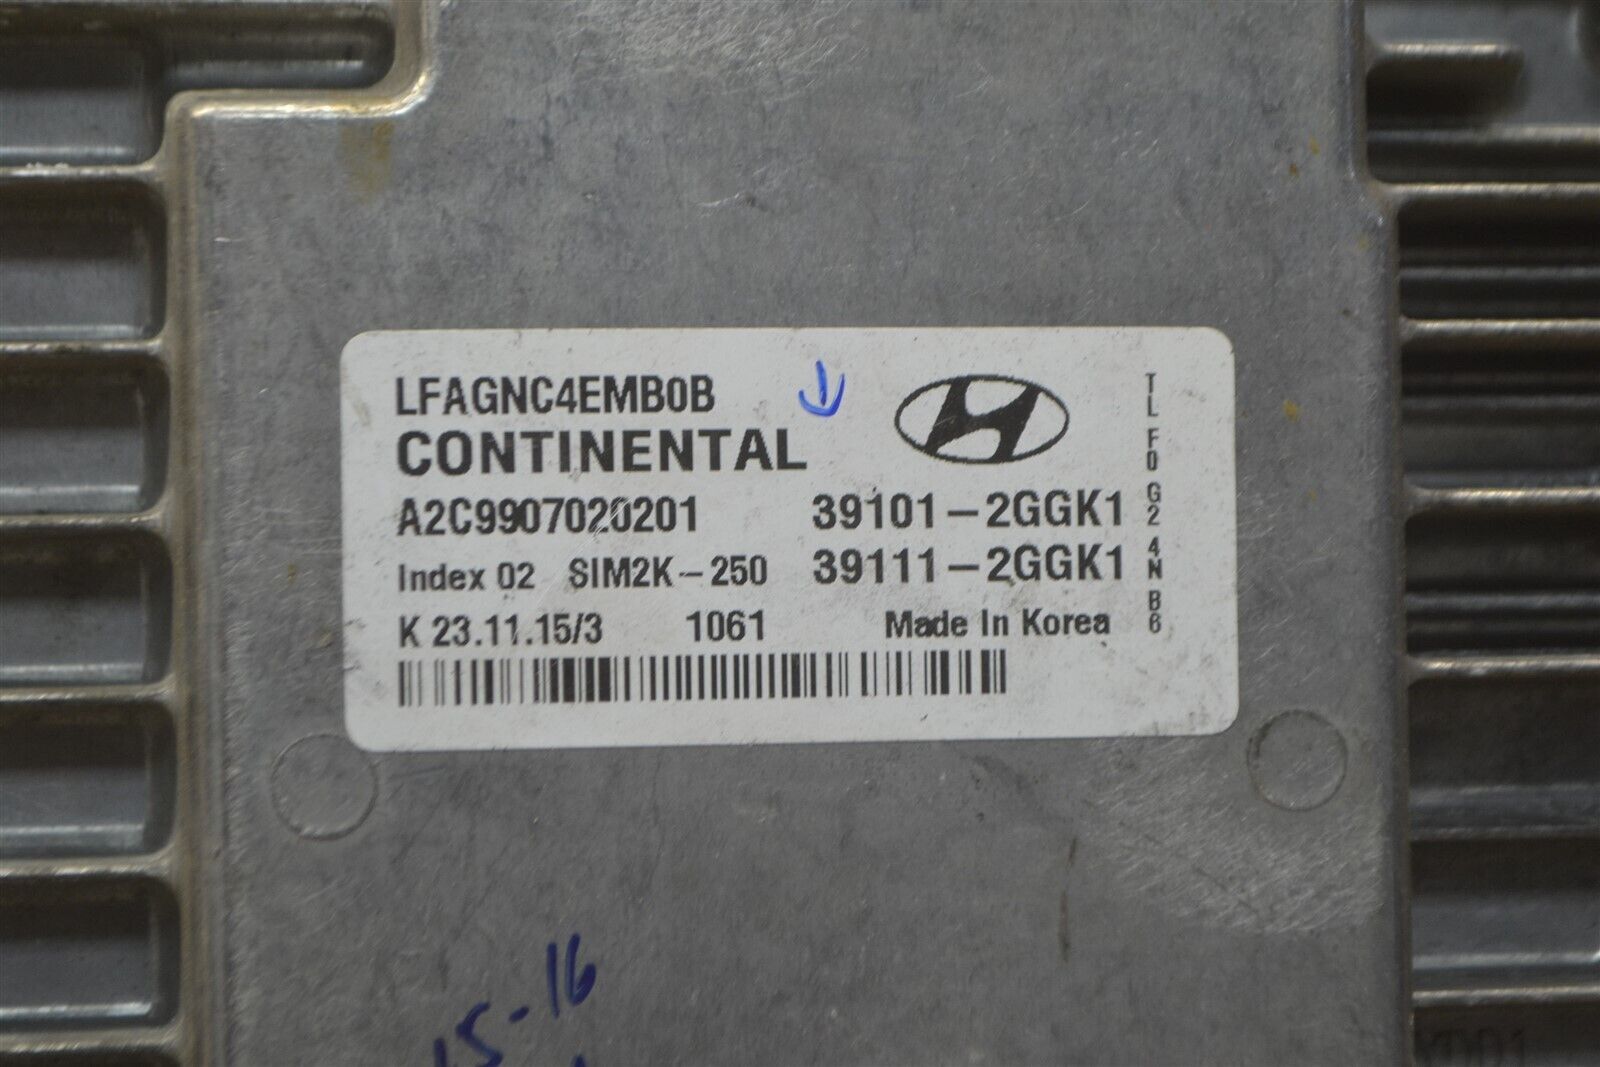 LFAGNC4EMB0B
CONTINENTAL
A2C9907020201 39101-2GGK1
Index 02 SIM2K-250 39111-2GGK1
K 23.11.15/3 1061 Made In Korea
TL F0 G2 4N B6
15-16